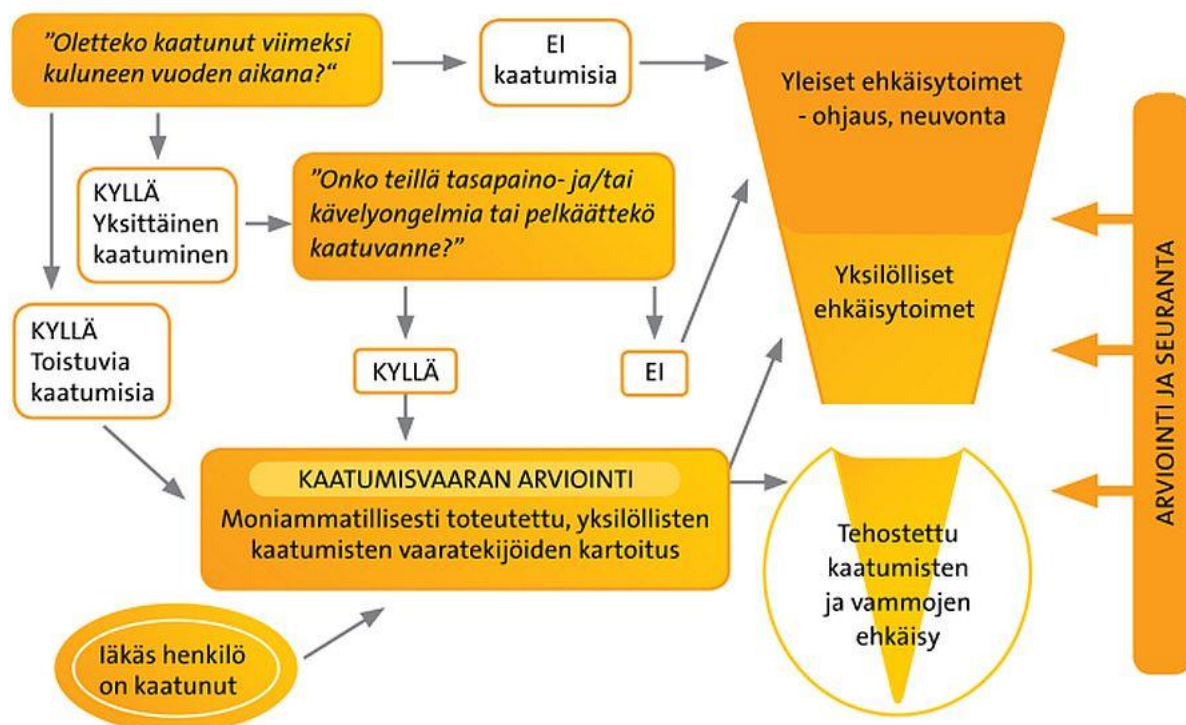 ”Oletteko kaatunut viimeksi
kuluneen vuoden aikana?“
EI
kaatumisia
Yleiset ehkäisytoimet
- ohjaus, neuvonta
KYLLÄ
Yksittäinen
kaatuminen
”Onko teillä tasapaino- ja/tai
kävelyongelmia tai pelkäättekö
kaatuvanne?”
Yksilölliset
ehkäisytoimet
KYLLÄ
Toistuvia
kaatumisia
KYLLÄ
EI
ARVIOINTI JA SEURANTA
KAATUMISVAARAN ARVIOINTI
Moniammatillisesti toteutettu, yksilöllisten
kaatumisten vaaratekijöiden kartoitus
Tehostettu
kaatumisten
ja vammojen
ehkäisy
Iäkäs henkilö
on kaatunut